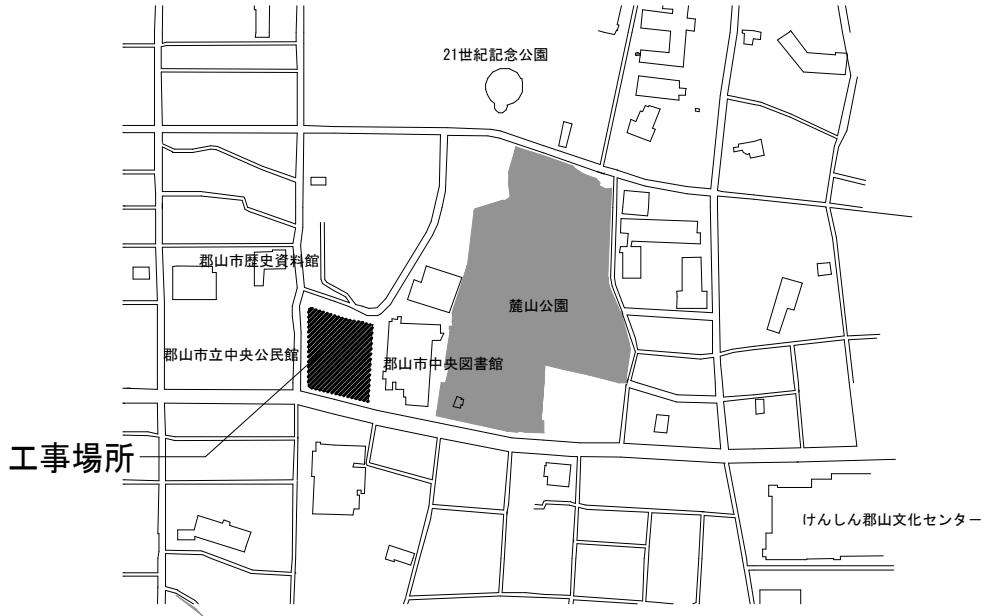 21世紀記念公園
郡山市歴史資料館
麓山公園
郡山市立中央公民館
郡山市中央図書館
工事場所
けんしん郡山文化センター